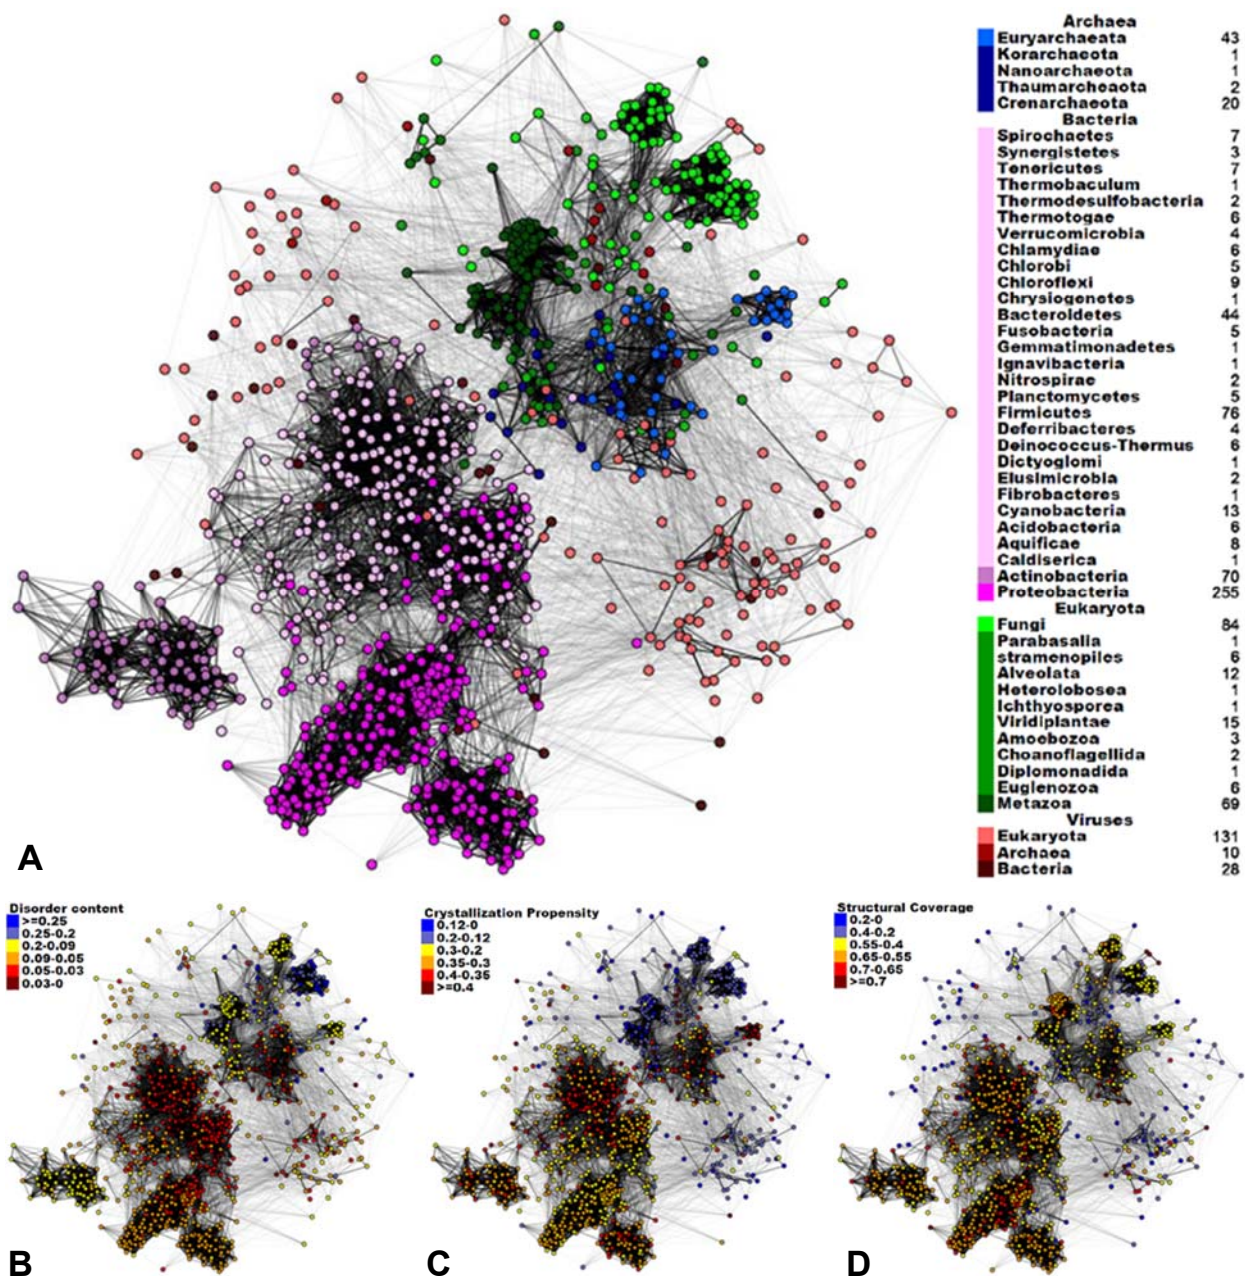 Archaea
Euryarchaeata 43
Korarchaeota 1
Nanoarchaeota 1
Thaumarcheaota 2
Crenarchaeota 20
Bacteria
Spirochaetes 7
Synergistetes 3
Tenericutes 7
Thermobaculum 1
Thermodesulfobacteria 2
Thermotogae 6
Verrucomicrobia 4
Chlamydiae 6
Chlorobi 5
Chloroflexi 9
Chrysiogenetes 1
Bacteroidetes 44
Fusobacteria 5
Gemmatimonadetes 1
Ignavibacteria 1
Nitrospirae 2
Planctomycetes 5
Firmicutes 76
Deferribacteres 4
Deinococcus-Thermus 6
Dictyoglomi 1
Elusimicrobia 2
Fibrobacteres 1
Cyanobacteria 13
Acidobacteria 6
Aquificae 8
Caldiserica 1
Actinobacteria 70
Proteobacteria 255
Eukaryota
Fungi 84
Parabasalia 1
stramenopiles 6
Alveolata 12
Heterolobosea 1
Ichthyosporea 1
Viridiplantae 15
Amoebozoa 3
Choanoflagellida 2
Diplomonadida 1
Euglenozoa 6
Metazoa 69
Viruses
Eukaryota 131
Archaea 10
Bacteria 28
A
Disorder content
>=0.25
0.25-0.2
0.2-0.09
0.09-0.05
0.05-0.03
0.03-0
B
Crystallization Propensity
0.12-0
0.2-0.12
0.3-0.2
0.35-0.3
0.4-0.35
>=0.4
C
Structural Coverage
0.2-0
0.4-0.2
0.55-0.4
0.65-0.55
0.7-0.65
>=0.7
D